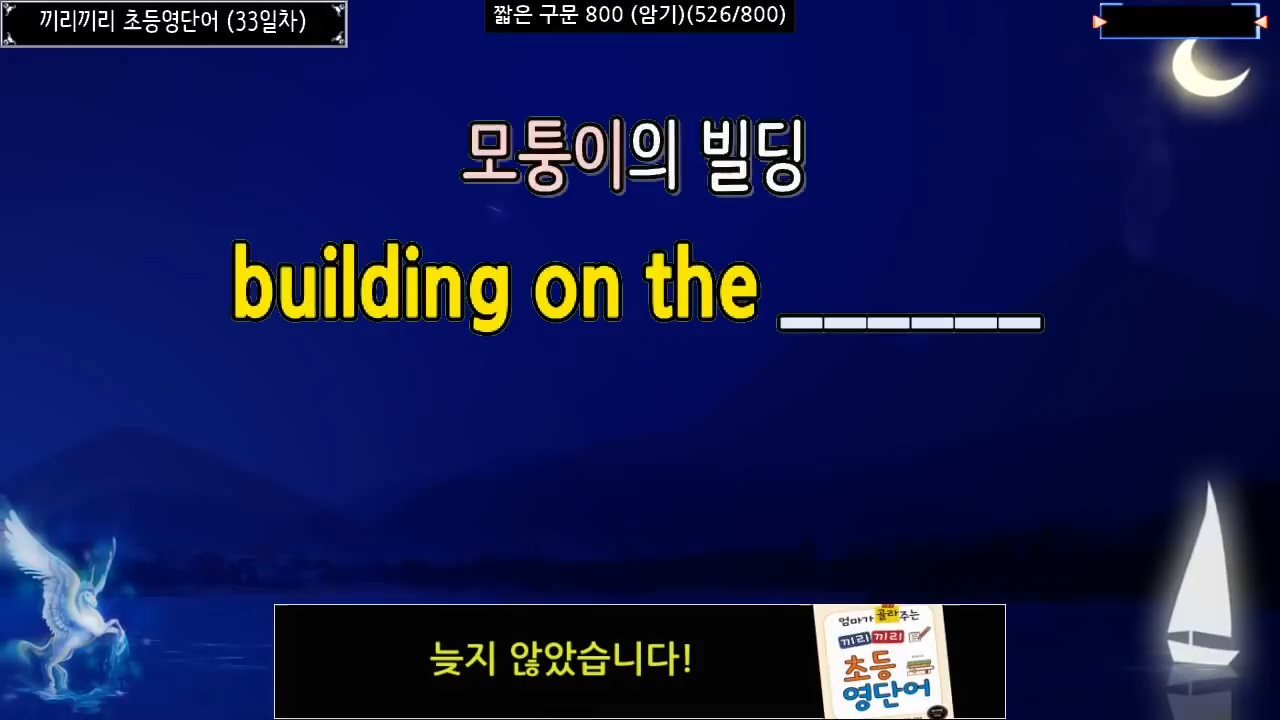 끼리끼리 초등영단어 (33일차)
짧은 구문 800 (암기)(526/800)
모퉁이의 빌딩
building on the ______
늦지 않았습니다!
엄마가 골라주는
끼리끼리
초등
영단어